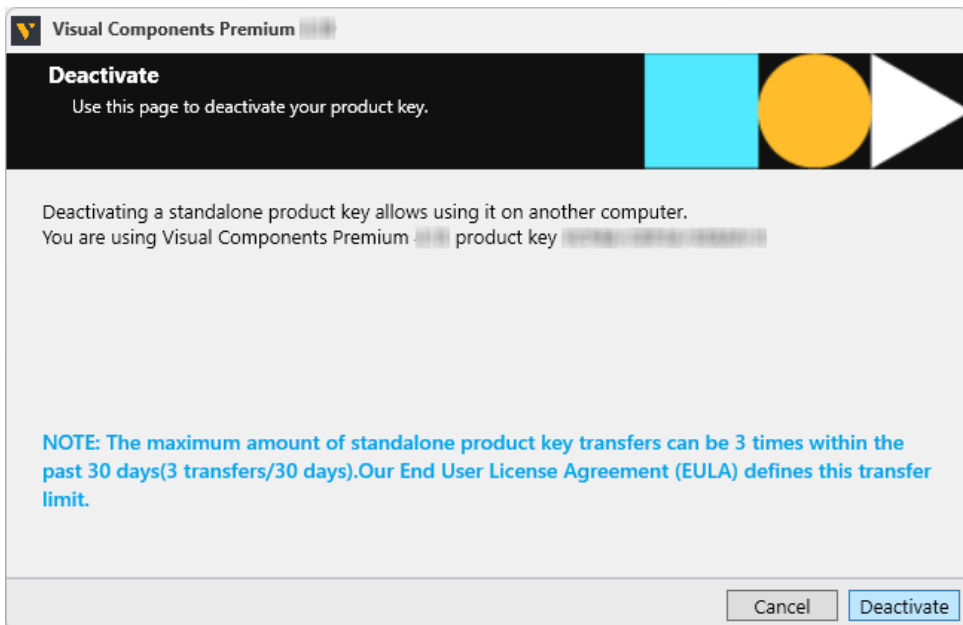 Visual Components Premium
Deactivate
Use this page to deactivate your product key.
Deactivating a standalone product key allows using it on another computer.
You are using Visual Components Premium product key
NOTE: The maximum amount of standalone product key transfers can be 3 times within the
past 30 days(3 transfers/30 days).Our End User License Agreement (EULA) defines this transfer
limit.
Cancel
Deactivate